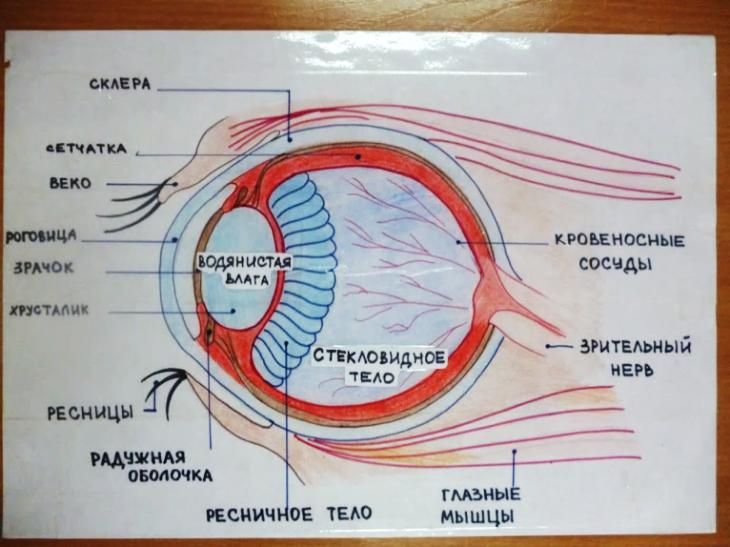 СКЛЕРА
СЕТЧАТКА
ВЕКО
РОГОВИЦА
ЗРАЧОК
ХРУСТАЛИК
РЕСНИЦЫ
РАДУЖНАЯ
ОБОЛОЧКА
РЕСНИЧНОЕ ТЕЛО
ВОДЯНИСТАЯ
ВЛАГА
СТЕКЛОВИДНОЕ
ТЕЛО
КРОВЕНОСНЫЕ
СОСУДЫ
ЗРИТЕЛЬНЫЙ
НЕРВ
ГЛАЗНЫЕ
МЫШЦЫ